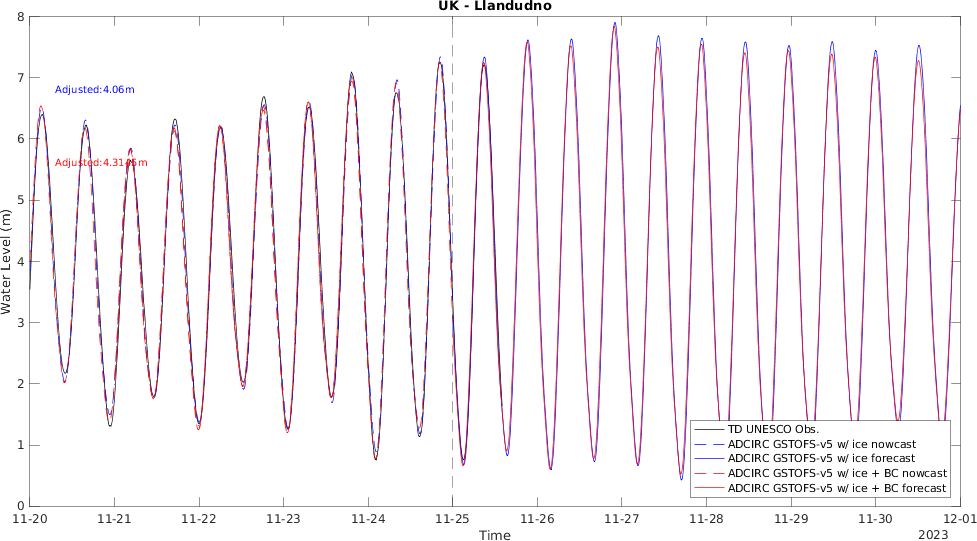 UK - Llandudno
8
7
6
5
4
3
2
1
0
Water Level (m)
Adjusted:4.06m
TD UNESCO Obs.
ADCIRC GSTOFS-v5 w/ ice nowcast
ADCIRC GSTOFS-v5 w/ ice forecast
ADCIRC GSTOFS-v5 w/ ice + BC nowcast
ADCIRC GSTOFS-v5 w/ ice + BC forecast
11-20
11-21
11-22
11-23
11-24
11-25
11-26
11-27
11-28
11-29
11-30
12-01
Time
2023